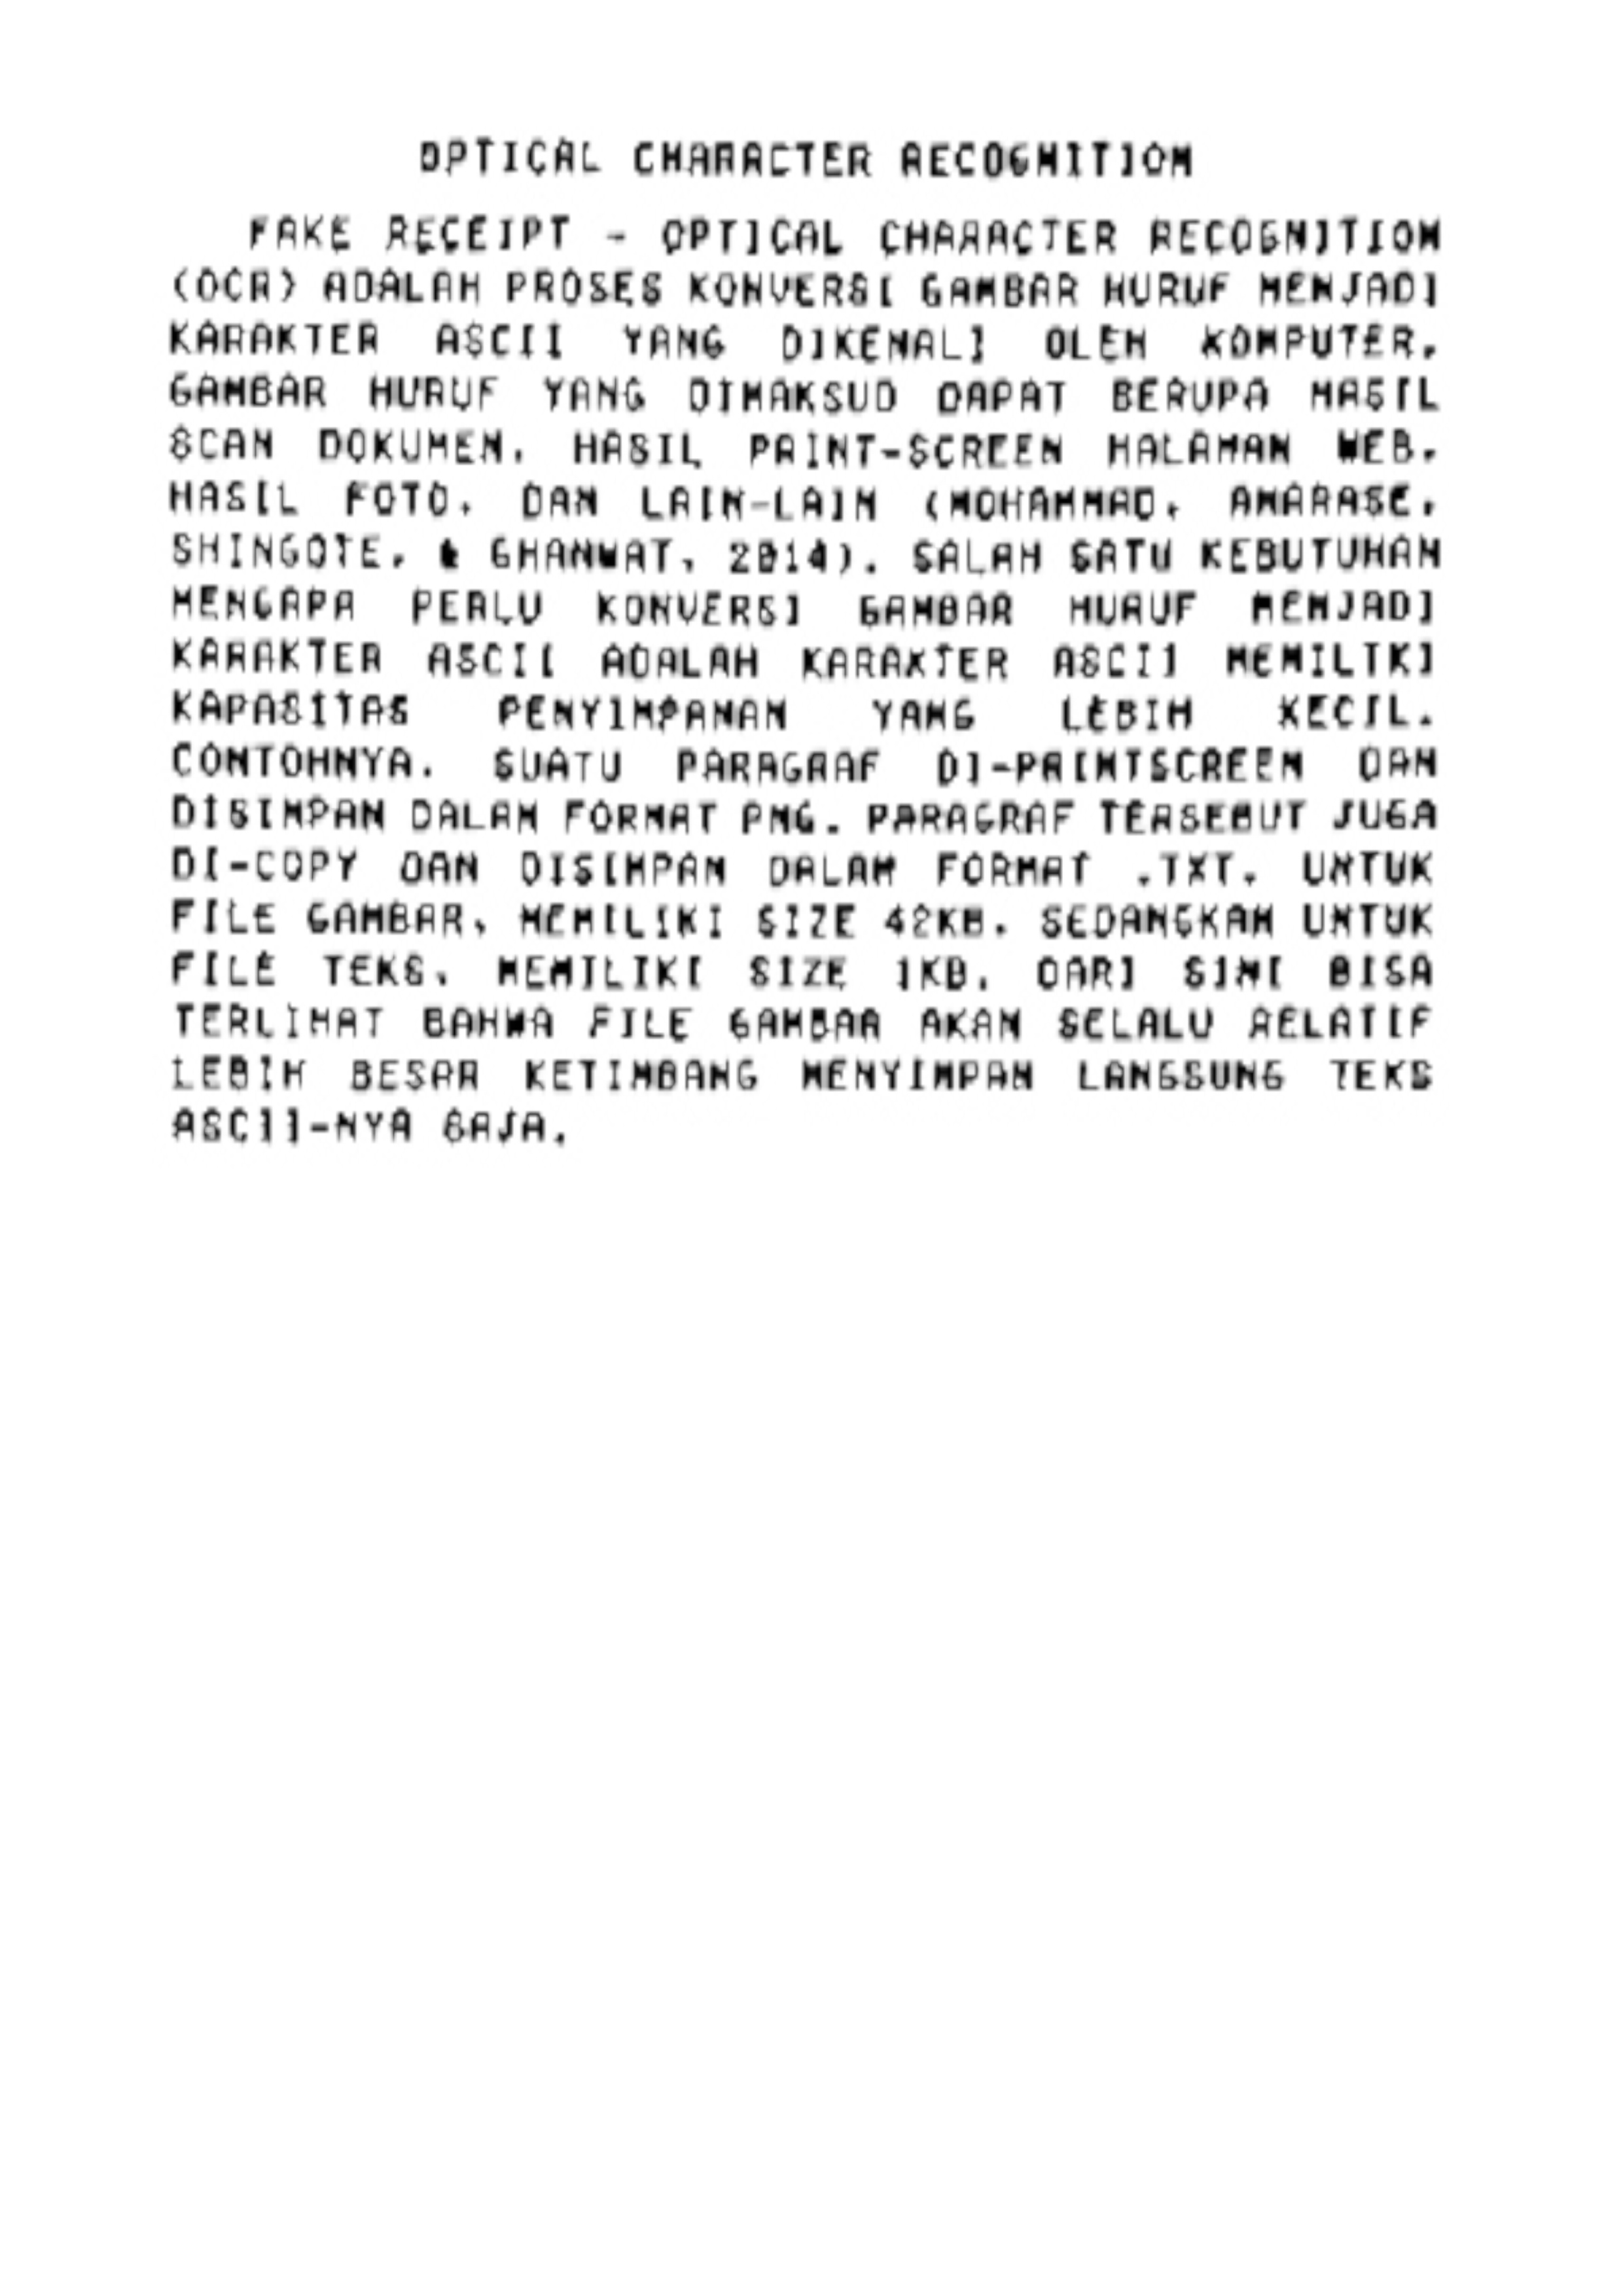 OPTICAL CHARACTER RECOGNITION
FAKE RECEIPT - OPTICAL CHARACTER RECOGNITION
(OCR) ADALAH PROSES KONVERSI GAMBAR HURUF MENJADI
KARAKTER ASCII YANG DIKENALI OLEH KOMPUTER.
GAMBAR HURUF YANG DIMAKSUD DAPAT BERUPA HASIL
SCAN DOKUMEN, HASIL PRINT-SCREEN HALAMAN WEB,
HASIL FOTO, DAN LAIN-LAIN (MOHAMMAD, ANARASE,
SHINGOTE, & GHANWAT, 2014). SALAH SATU KEBUTUHAN
MENGAPA PERLU KONVERSI GAMBAR HURUF MENJADI
KARAKTER ASCII ADALAH KARAKTER ASCII MEMILIKI
KAPASITAS PENYIMPANAN YANG LEBIH KECIL.
CONTOHNYA, SUATU PARAGRAF DI-PRINTSCREEN DAN
DISIMPAN DALAM FORMAT PNG. PARAGRAF TERSEBUT JUGA
DI-COPY DAN DISIMPAN DALAM FORMAT .TXT. UNTUK
FILE GAMBAR, MEMILIKI SIZE 42KB. SEDANGKAN UNTUK
FILE TEKS, MEMILIKI SIZE 1KB. DARI SINI BISA
TERLIHAT BAHWA FILE GAMBAR AKAN SELALU RELATIF
LEBIH BESAR KETIMBANG MENYIMPAN LANGSUNG TEKS
ASCII-NYA SAJA.